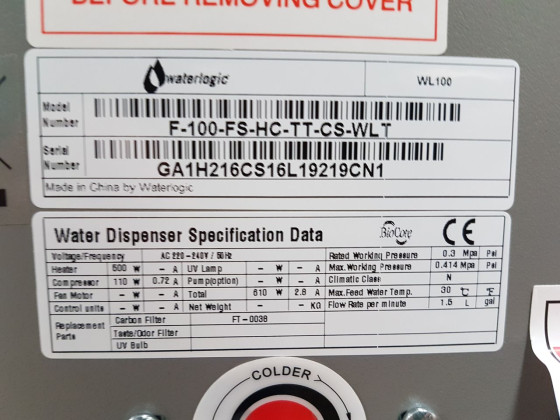 BEFORE REMOVING COVER
waterlogic WL100
Model Number F-100-FS-HC-TT-CS-WLT
Serial Number GA1H216CS16L19219CN1
Made in China by Waterlogic
Water Dispenser Specification Data BioCote CE
Voltage/Frequency AC 220-240V / 50Hz Rated Working Pressure 0.3 Mpa Psi
Heater 500 W - A UV Lamp - W - A Max.Working Pressure 0.414 Mpa Psi
Compressor 110 W 0.72 A Pump(option) - W - A Climatic Class N
Fan Motor - W - A Total 610 W 2.8 A Max.Feed Water Temp. 30 ℃ ℉
Control units - W - A Net Weight - KG Flow Rate per minute 1.5 L gal
Replacement Parts Carbon Filter FT-0038
Taste/Odor Filter
UV Bulb
COLDER